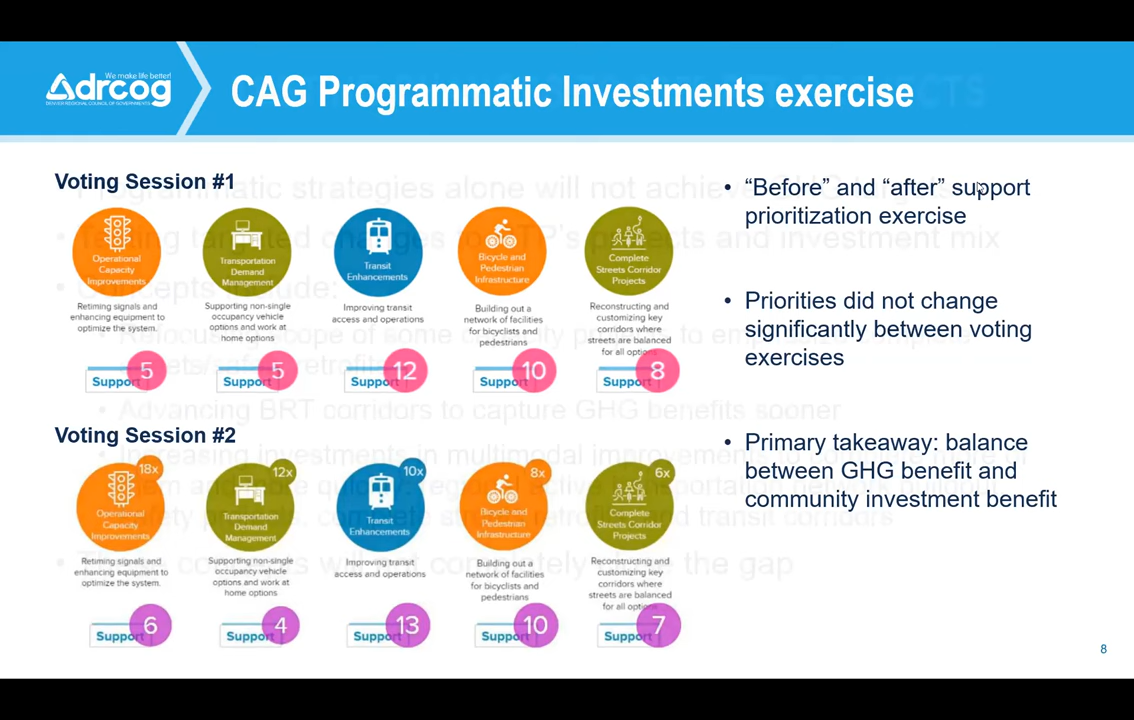 We make life better!
drcog
DENVER REGIONAL COUNCIL OF GOVERNMENTS
CAG Programmatic Investments exercise
Voting Session #1
Operational
Capacity
Improvements
Retiming signals and
enhancing equipment to
optimize the system.
Support
5
Transportation
Demand
Management
Supporting non-single
occupancy vehicle
options and work at
home options
Support
5
Transit
Enhancements
Improving transit
access and operations
Support
12
Bicycle and
Pedestrian
Infrastructure
Building out a
network of facilities
for bicyclists and
pedestrians
Support
10
Complete
Streets Corridor
Projects
Reconstructing and
customizing key
corridors where
streets are balanced
for all options
Support
8
Voting Session #2
18x
Operational
Capacity
Improvements
Retiming signals and
enhancing equipment to
optimize the system.
Support
6
12x
Transportation
Demand
Management
Supporting non-single
occupancy vehicle
options and work at
home options
Support
4
10x
Transit
Enhancements
Improving transit
access and operations
Support
13
8x
Bicycle and
Pedestrian
Infrastructure
Building out a
network of facilities
for bicyclists and
pedestrians
Support
10
6x
Complete
Streets Corridor
Projects
Reconstructing and
customizing key
corridors where
streets are balanced
for all options
Support
7
• “Before” and “after” support
prioritization exercise
• Priorities did not change
significantly between voting
exercises
• Primary takeaway: balance
between GHG benefit and
community investment benefit
8